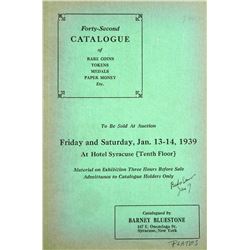 Forty-Second
CATALOGUE
of
RARE COINS
TOKENS
MEDALS
PAPER MONEY
Etc.
To Be Sold At Auction
Friday and Saturday, Jan. 13-14, 1939
At Hotel Syracuse (Tenth Floor)
Material on Exhibition Three Hours Before Sale
Admittance to Catalogue Holders Only
Catalogued by
BARNEY BLUESTONE
Syracuse, New York
PLATES